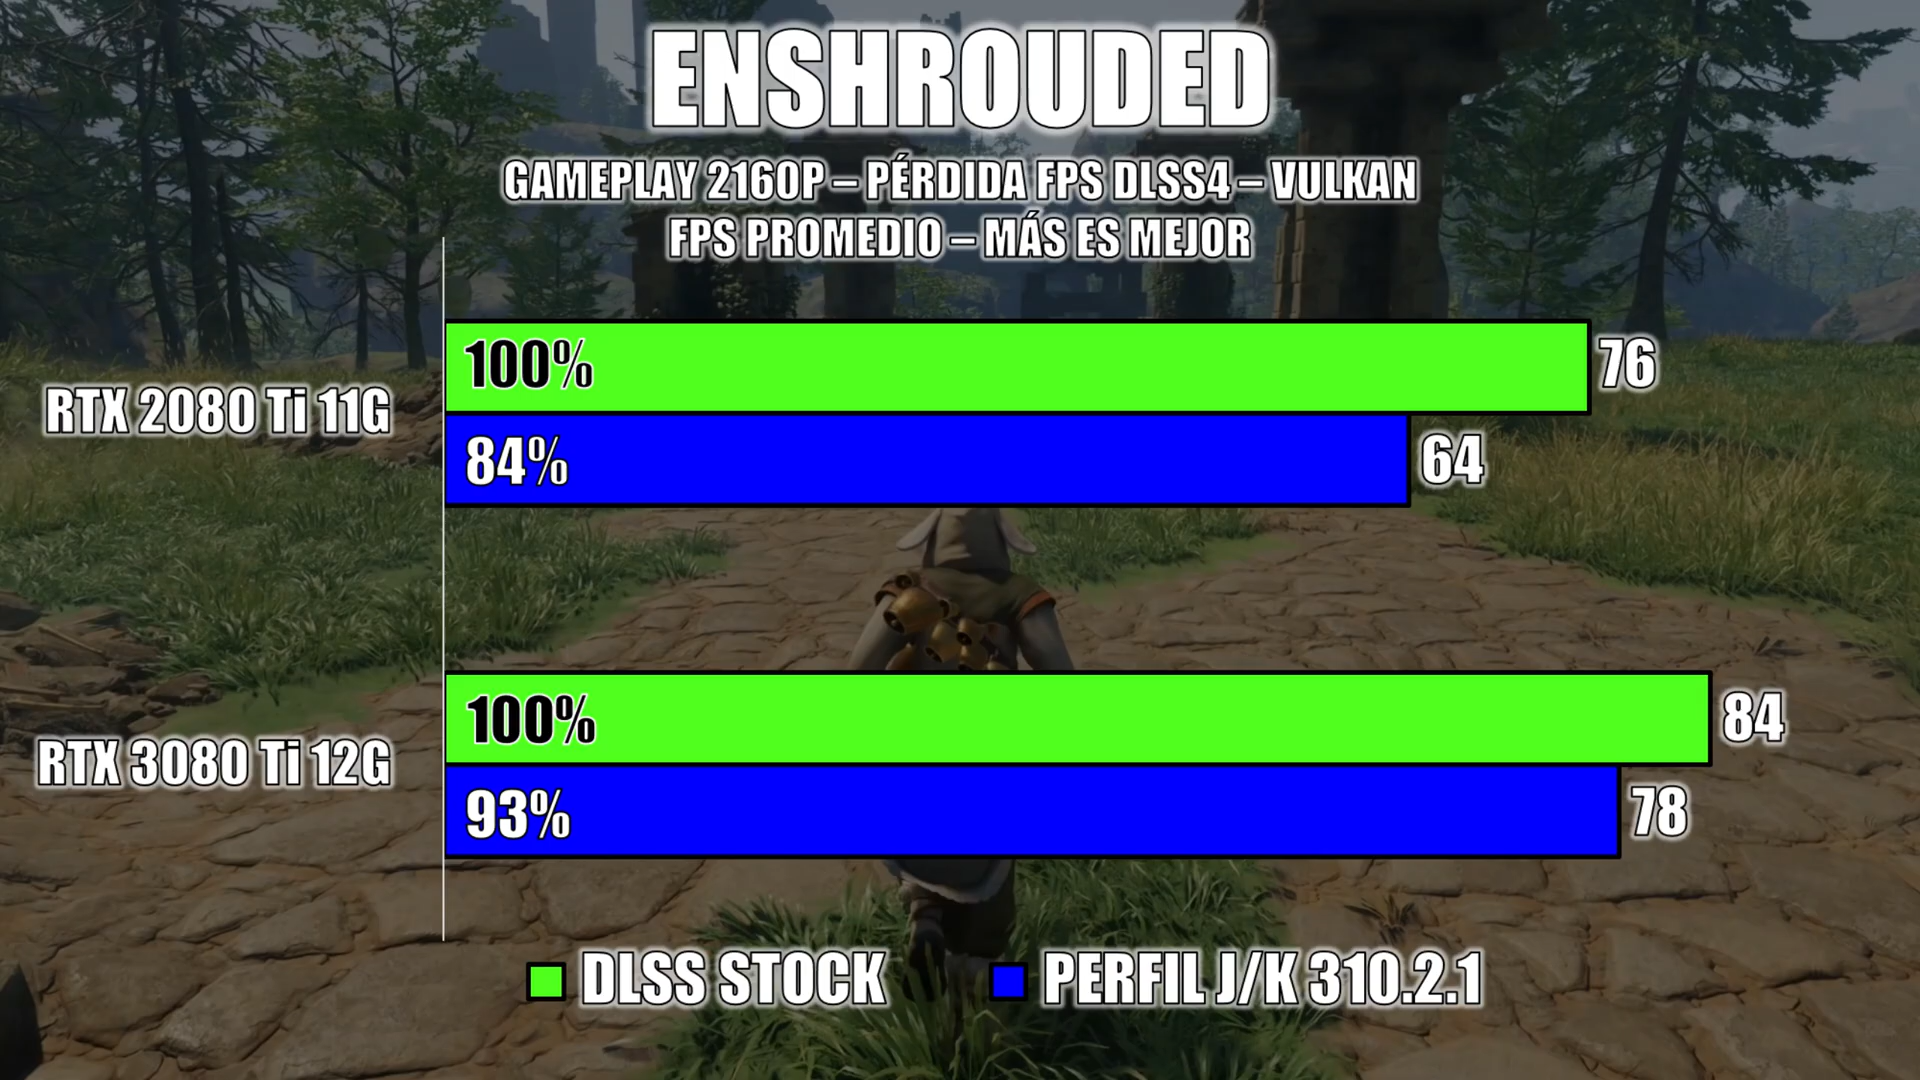 ENSHROUDED
GAMEPLAY 2160P – PÉRDIDA FPS DLSS4 – VULKAN
FPS PROMEDIO – MÁS ES MEJOR
RTX 2080 Ti 11G
100%
76
84%
64
RTX 3080 Ti 12G
100%
84
93%
78
DLSS STOCK
PERFIL J/K 310.2.1